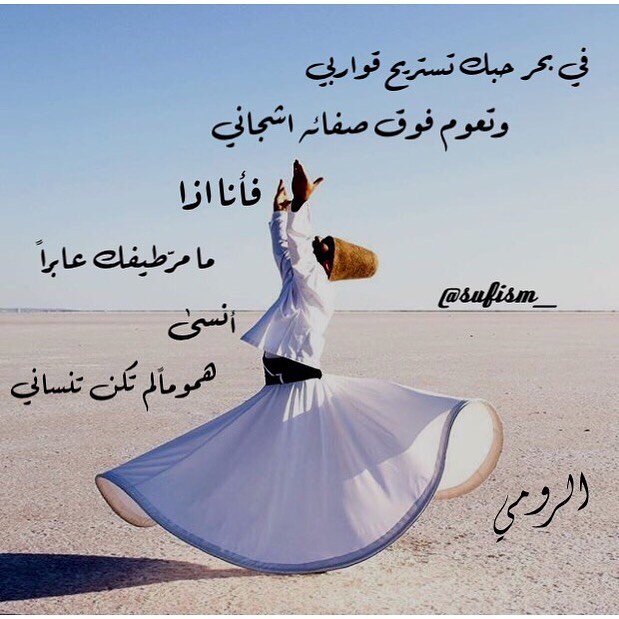 في بحر حبك تستريح قواربي
وتعوم فوق صفائه اشجاني
فأنا اذا
ما مرّ طيفك عابراً
أنسىٰ
هموماً لم تكن تنساني
@sufism_
الرومي